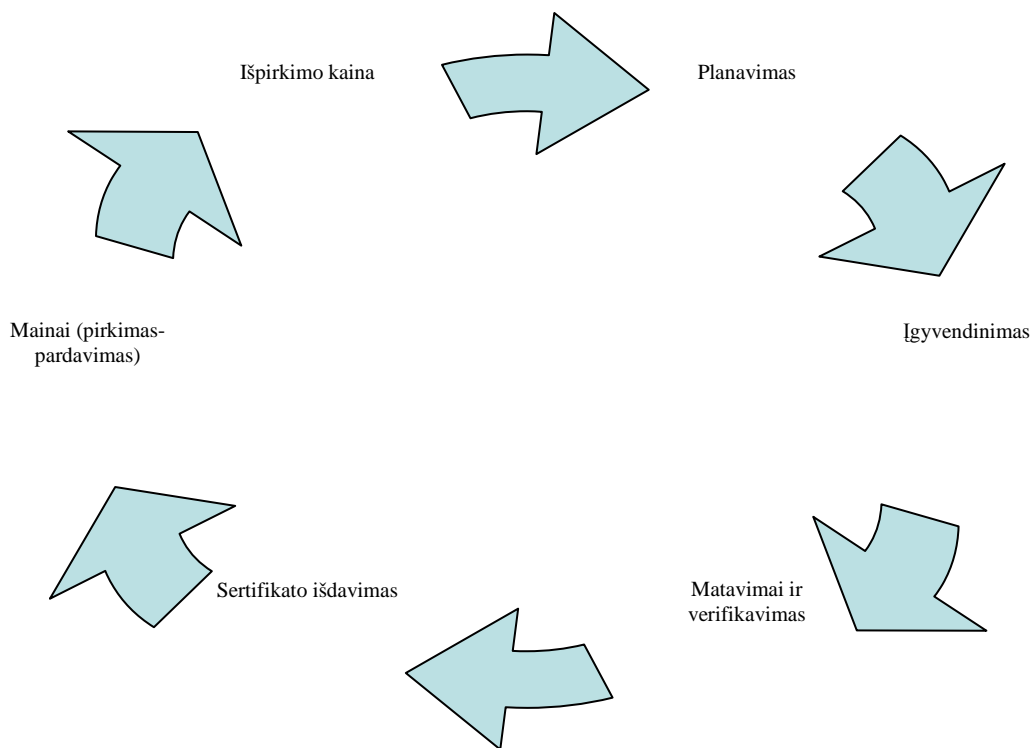 Išpirkimo kaina
Planavimas
Įgyvendinimas
Matavimai ir
verifikavimas
Sertifikato išdavimas
Mainai (pirkimas-
pardavimas)